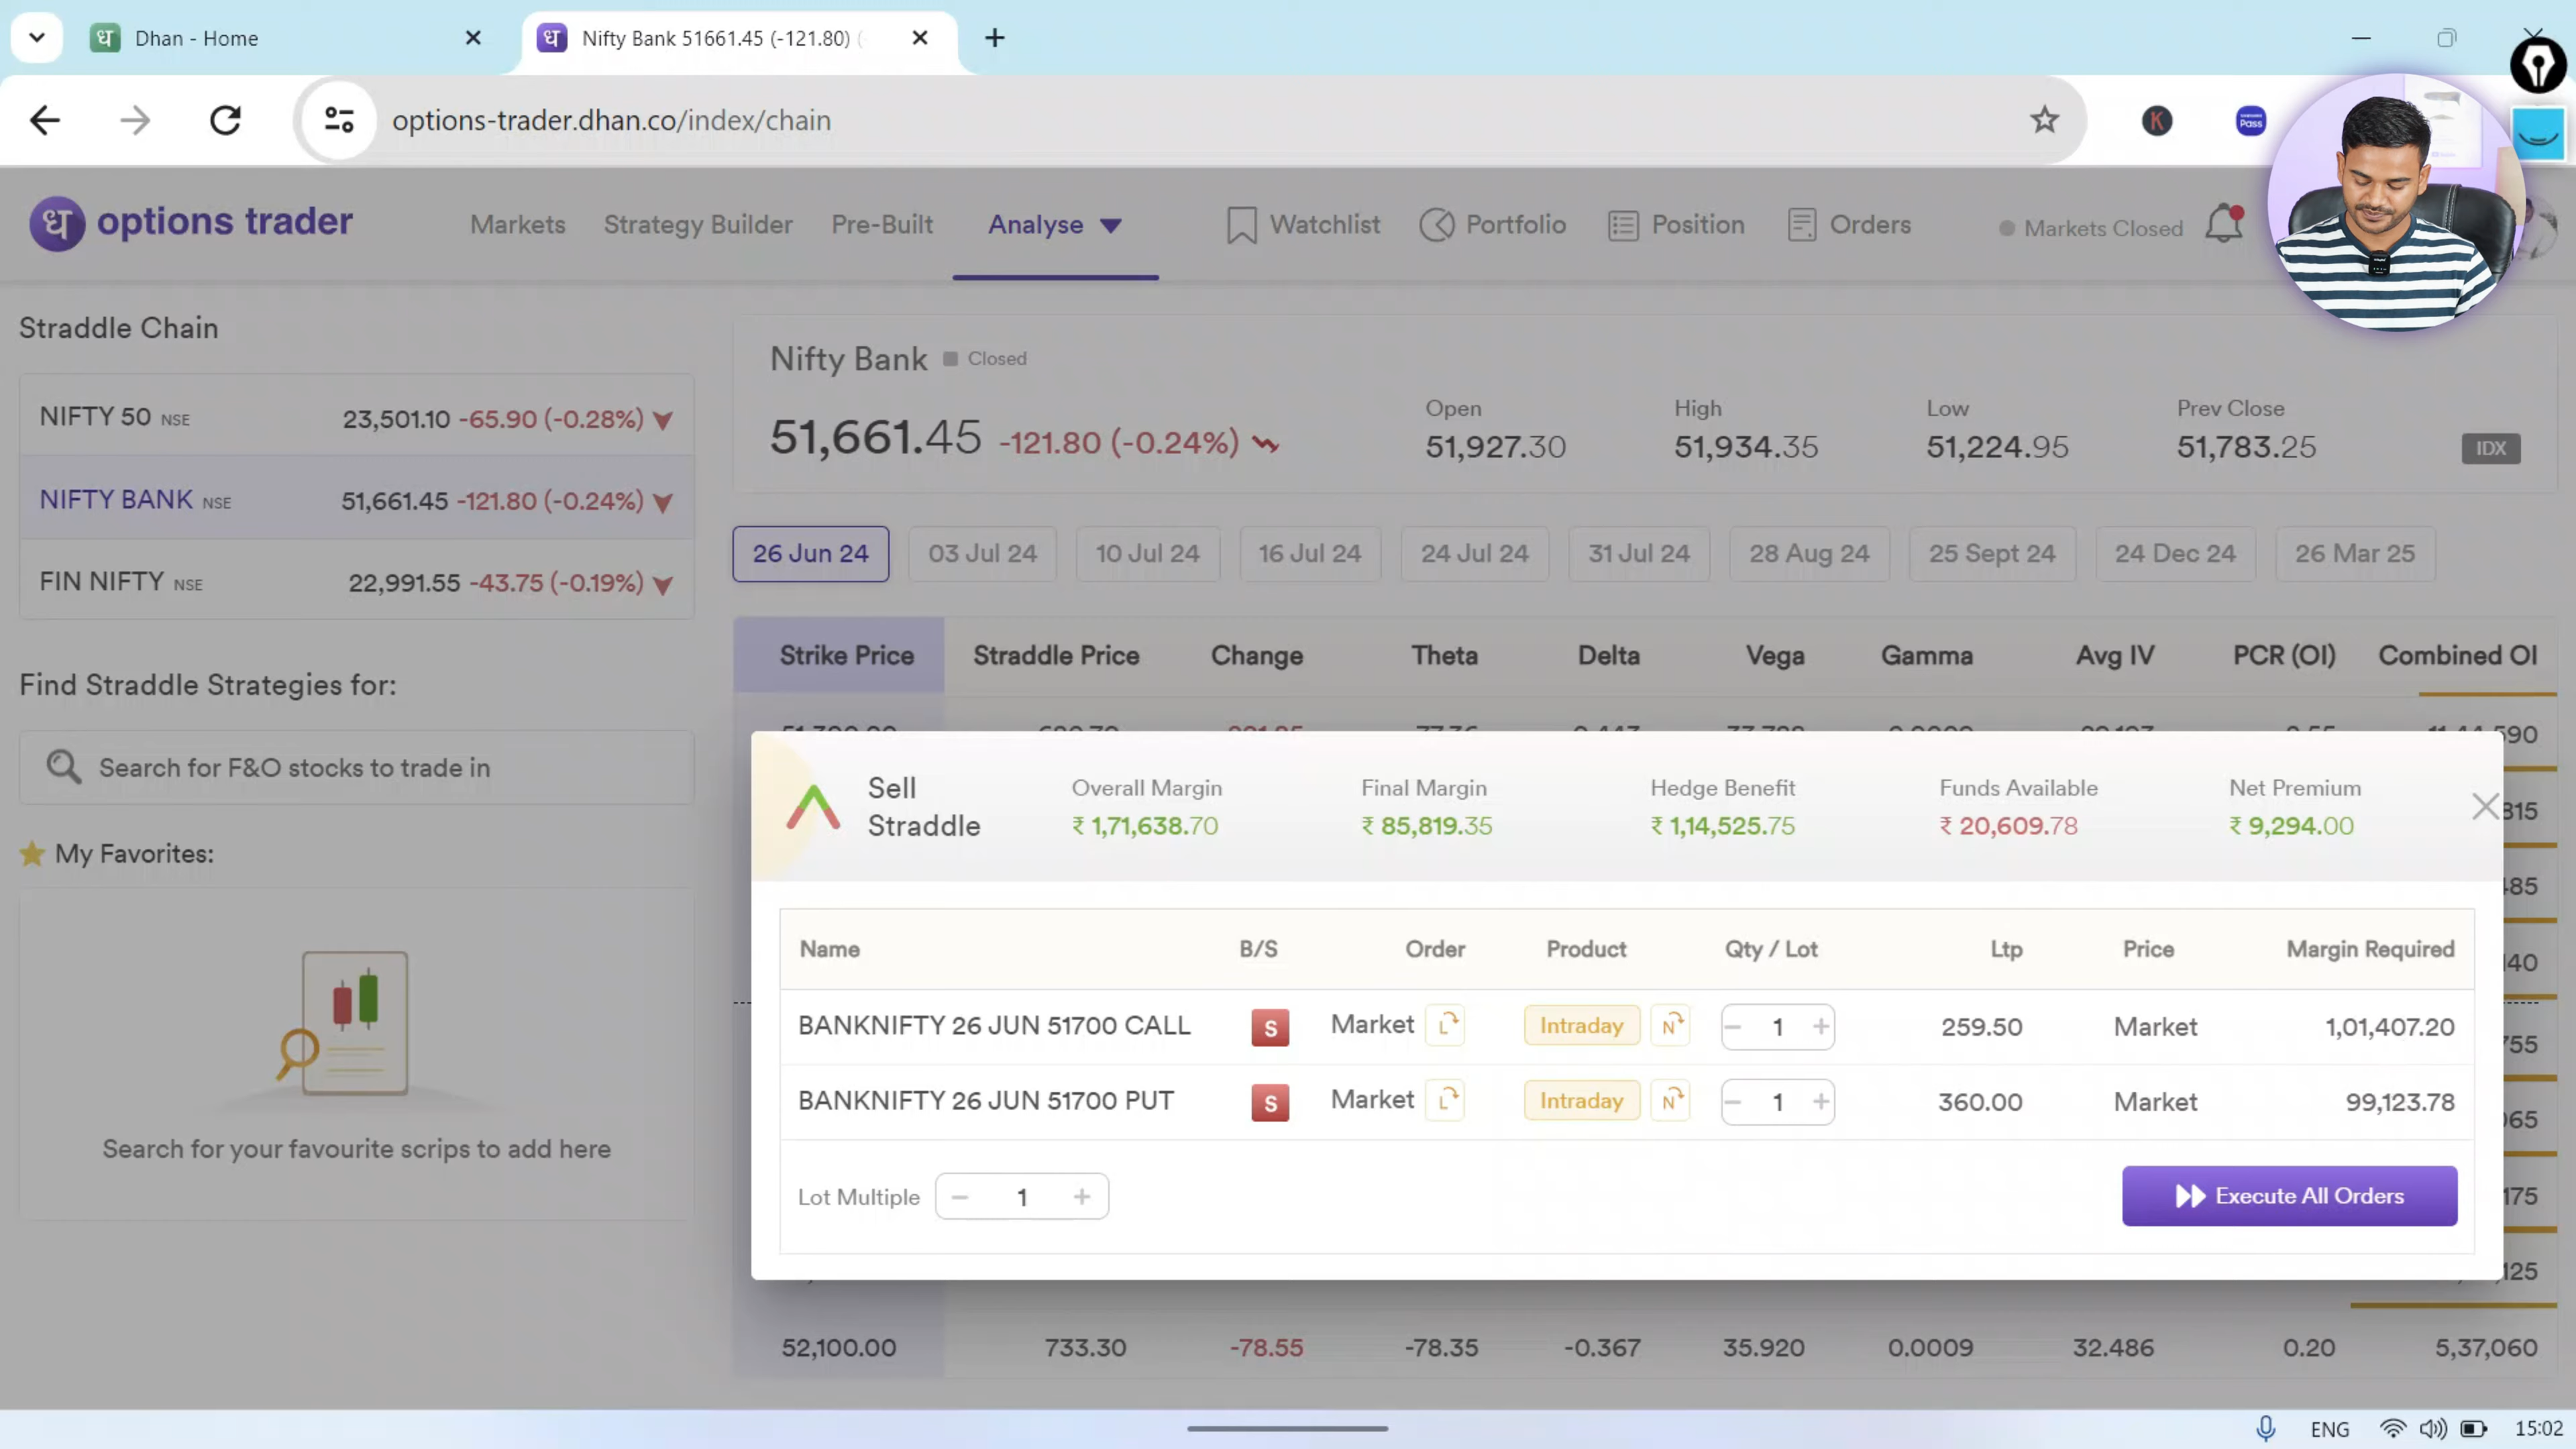 ध Dhan - Home
ध Nifty Bank 51661.45 (-121.80) (
options-trader.dhan.co/index/chain
K
Pass
ध options trader
Markets Strategy Builder Pre-Built Analyse Watchlist Portfolio Position Orders Markets Closed
Straddle Chain
NIFTY 50 NSE 23,501.10 -65.90 (-0.28%)
NIFTY BANK NSE 51,661.45 -121.80 (-0.24%)
FIN NIFTY NSE 22,991.55 -43.75 (-0.19%)
Find Straddle Strategies for:
Search for F&O stocks to trade in
My Favorites:
Search for your favourite scrips to add here
Nifty Bank Closed
51,661.45 -121.80 (-0.24%)
Open High Low Prev Close
51,927.30 51,934.35 51,224.95 51,783.25 IDX
26 Jun 24 03 Jul 24 10 Jul 24 16 Jul 24 24 Jul 24 31 Jul 24 28 Aug 24 25 Sept 24 24 Dec 24 26 Mar 25
Strike Price Straddle Price Change Theta Delta Vega Gamma Avg IV PCR (OI) Combined OI
590
Sell Straddle
Overall Margin Final Margin Hedge Benefit Funds Available Net Premium
₹ 1,71,638.70 ₹ 85,819.35 ₹ 1,14,525.75 ₹ 20,609.78 ₹ 9,294.00
815
485
Name B/S Order Product Qty / Lot Ltp Price Margin Required
140
BANKNIFTY 26 JUN 51700 CALL S Market L Intraday N - 1 + 259.50 Market 1,01,407.20
755
BANKNIFTY 26 JUN 51700 PUT S Market L Intraday N - 1 + 360.00 Market 99,123.78
065
Lot Multiple - 1 + Execute All Orders
175
125
52,100.00 733.30 -78.55 -78.35 -0.367 35.920 0.0009 32.486 0.20 5,37,060
ENG 15:02